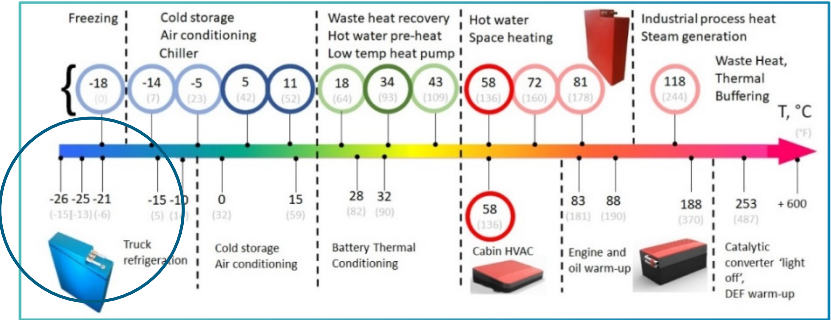 Freezing
Cold storage
Air conditioning
Chiller
Waste heat recovery
Hot water pre-heat
Low temp heat pump
Hot water
Space heating
Industrial process heat
Steam generation
Waste Heat,
Thermal
Buffering
{
-18
(0)
-14
(7)
-5
(23)
5
(42)
11
(52)
18
(64)
34
(93)
43
(109)
58
(136)
72
(160)
81
(178)
118
(244)
T, °C
(°F)
-26
(-15)
-25
(-13)
-21
(-6)
-15
(5)
-10
0
(32)
15
(59)
28
(82)
32
(90)
58
(136)
83
(181)
88
(190)
188
(370)
253
(487)
+ 600
Truck
refrigeration
Cold storage
Air conditioning
Battery Thermal
Conditioning
Cabin HVAC
Engine and
oil warm-up
Catalytic
converter ‘light
off’,
DEF warm-up